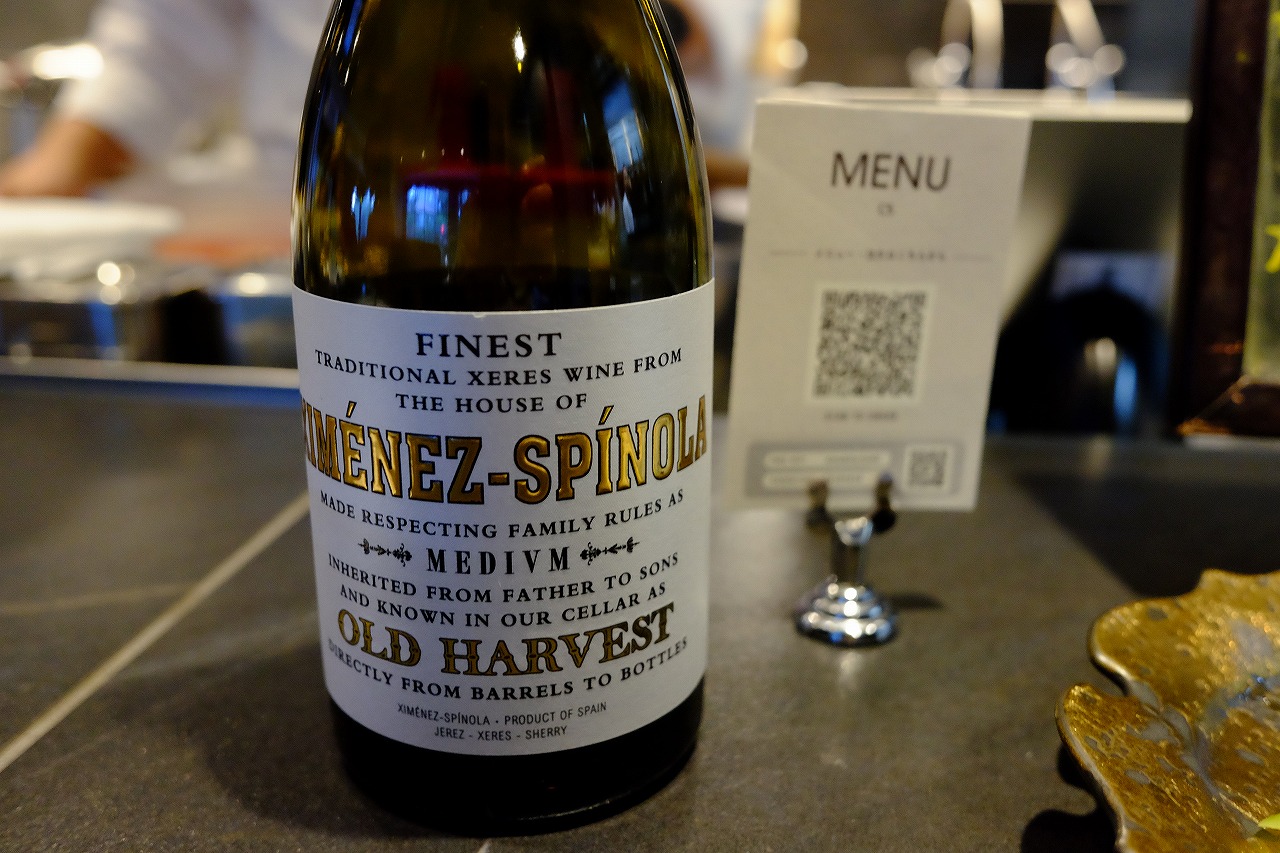 FINEST
TRADITIONAL XERES WINE FROM
THE HOUSE OF
XIMÉNEZ-SPÍNOLA
MADE RESPECTING FAMILY RULES AS
MEDIVM
INHERITED FROM FATHER TO SONS
AND KNOWN IN OUR CELLAR AS
OLD HARVEST
DIRECTLY FROM BARRELS TO BOTTLES
XIMÉNEZ-SPÍNOLA · PRODUCT OF SPAIN
JEREZ - XERES - SHERRY
MENU